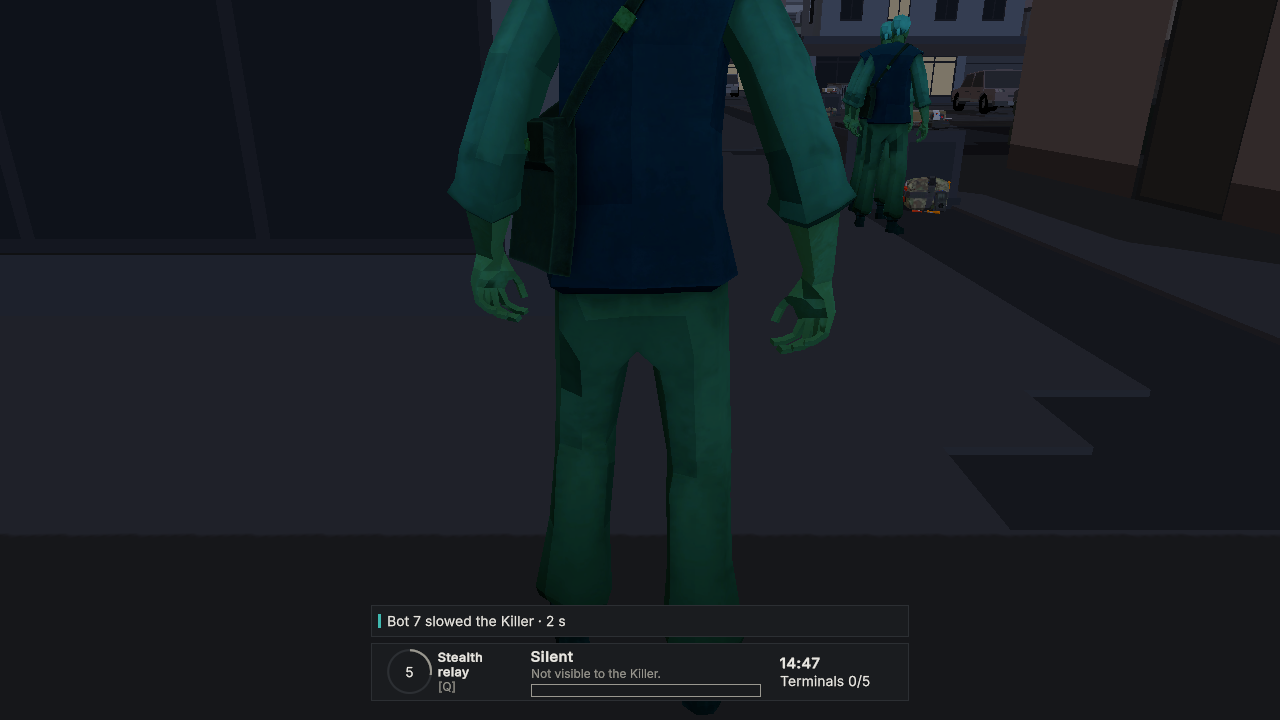 Bot 7 slowed the Killer · 2 s
5
Stealth
relay
[Q]
Silent
Not visible to the Killer.
14:47
Terminals 0/5